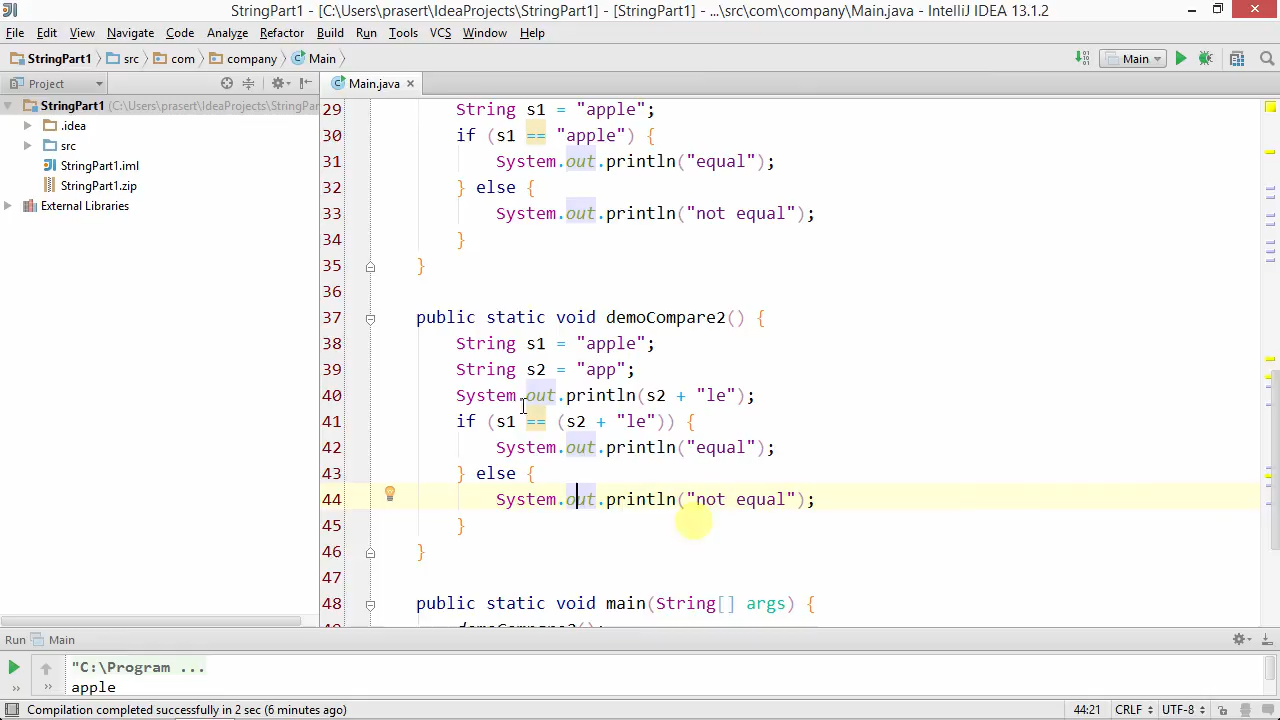 StringPart1 - [C:\Users\prasert\IdeaProjects\StringPart1] - [StringPart1] - ...\src\com\company\Main.java - IntelliJ IDEA 13.1.2
File Edit View Navigate Code Analyze Refactor Build Run Tools VCS Window Help
StringPart1 src com company Main Main
Project Main.java
StringPart1 (C:\Users\prasert\IdeaProjects\StringPar
.idea
src
StringPart1.iml
StringPart1.zip
External Libraries
29 String s1 = "apple";
30 if (s1 == "apple") {
31 System.out.println("equal");
32 } else {
33 System.out.println("not equal");
34 }
35 }
36
37 public static void demoCompare2() {
38 String s1 = "apple";
39 String s2 = "app";
40 System.out.println(s2 + "le");
41 if (s1 == (s2 + "le")) {
42 System.out.println("equal");
43 } else {
44 System.out.println("not equal");
45 }
46 }
47
48 public static void main(String[] args) {
Run Main
"C:\Program ...
apple
Compilation completed successfully in 2 sec (6 minutes ago) 44:21 CRLF UTF-8